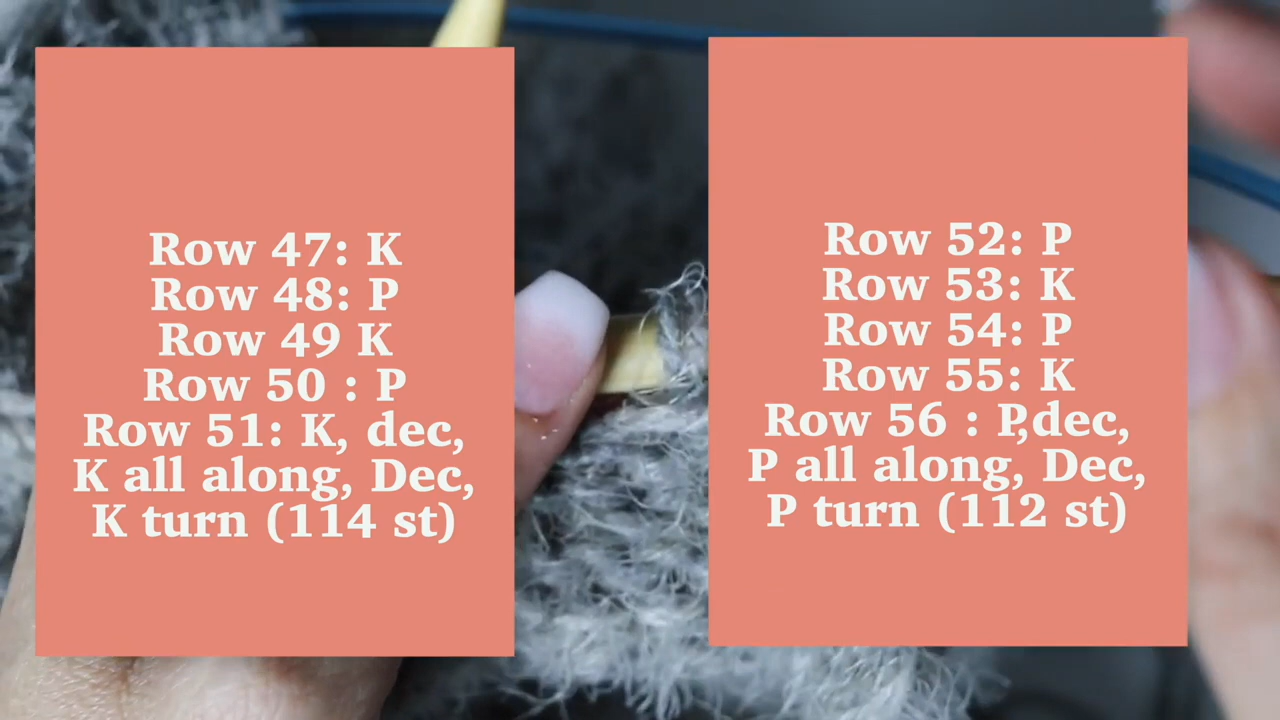 Row 47: K
Row 48: P
Row 49 K
Row 50 : P
Row 51: K, dec,
K all along, Dec,
K turn (114 st)
Row 52: P
Row 53: K
Row 54: P
Row 55: K
Row 56 : P,dec,
P all along, Dec,
P turn (112 st)